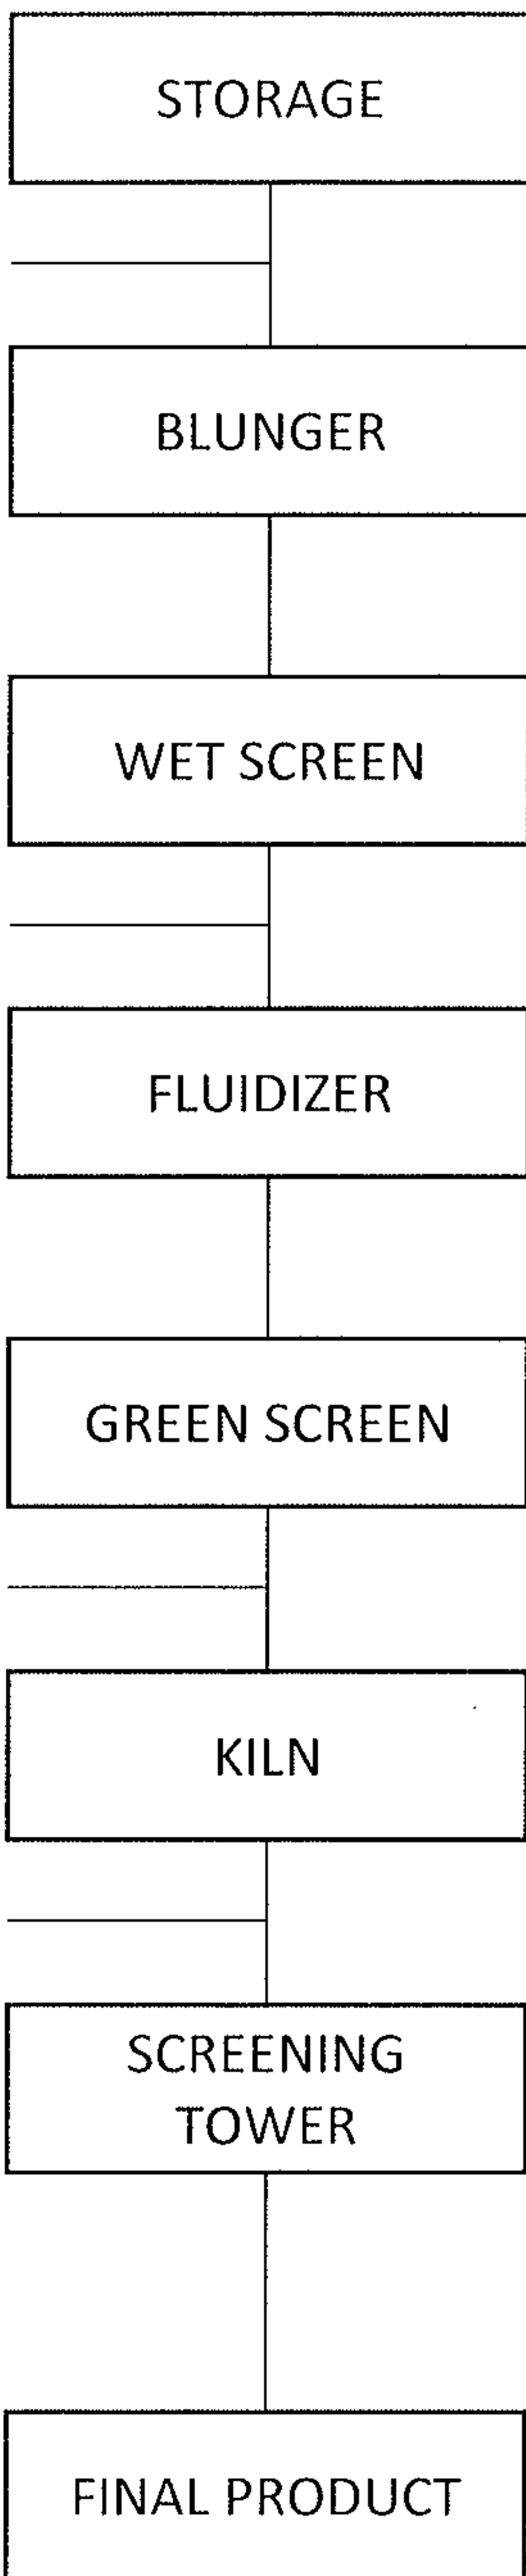 STORAGE
BLUNGER
WET SCREEN
FLUIDIZER
GREEN SCREEN
KILN
SCREENING
TOWER
FINAL PRODUCT